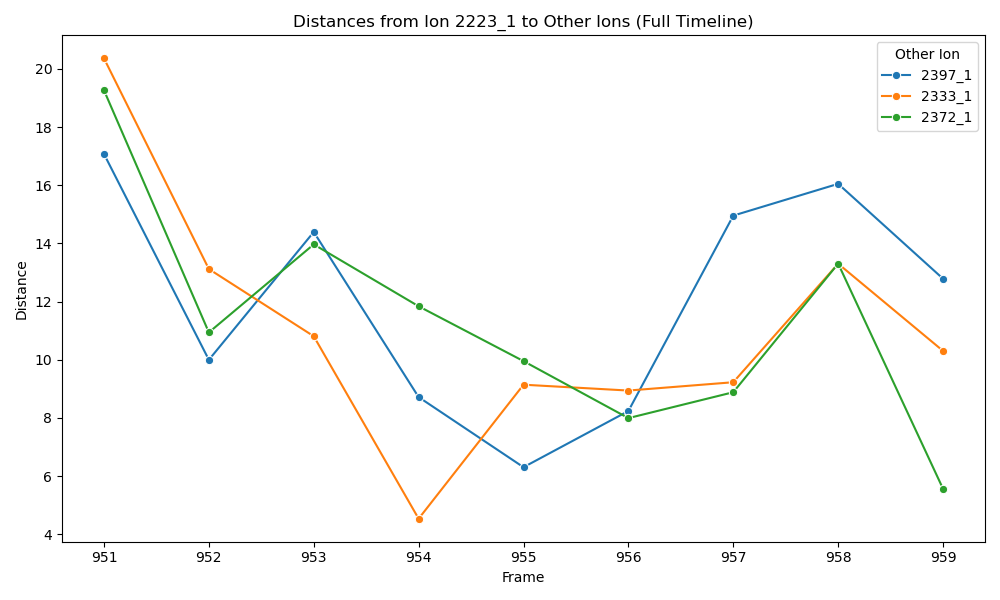 Distances from Ion 2223_1 to Other Ions (Full Timeline)
Other Ion
2397_1
2333_1
2372_1
Distance
20
18
16
14
12
10
8
6
4
951 952 953 954 955 956 957 958 959
Frame